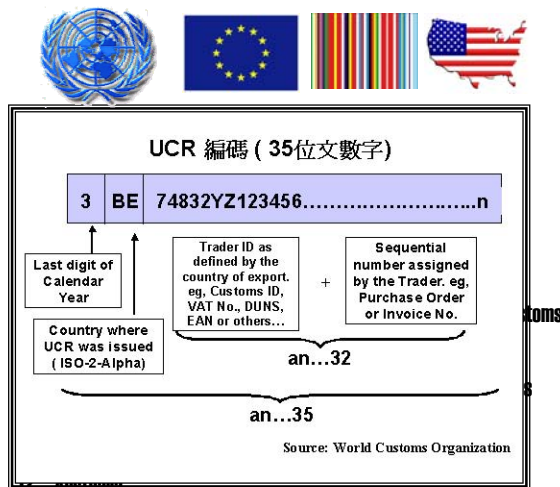 UCR 編碼 ( 35位文數字)
3 BE 74832YZ123456………………………...n
Last digit of
Calendar
Year
Country where
UCR was issued
( ISO-2-Alpha)
Trader ID as
defined by the
country of export.
eg, Customs ID,
VAT No., DUNS,
EAN or others…
+
Sequential
number assigned
by the Trader. eg,
Purchase Order
or Invoice No.
an…32
an…35
Source: World Customs Organization
toms
s